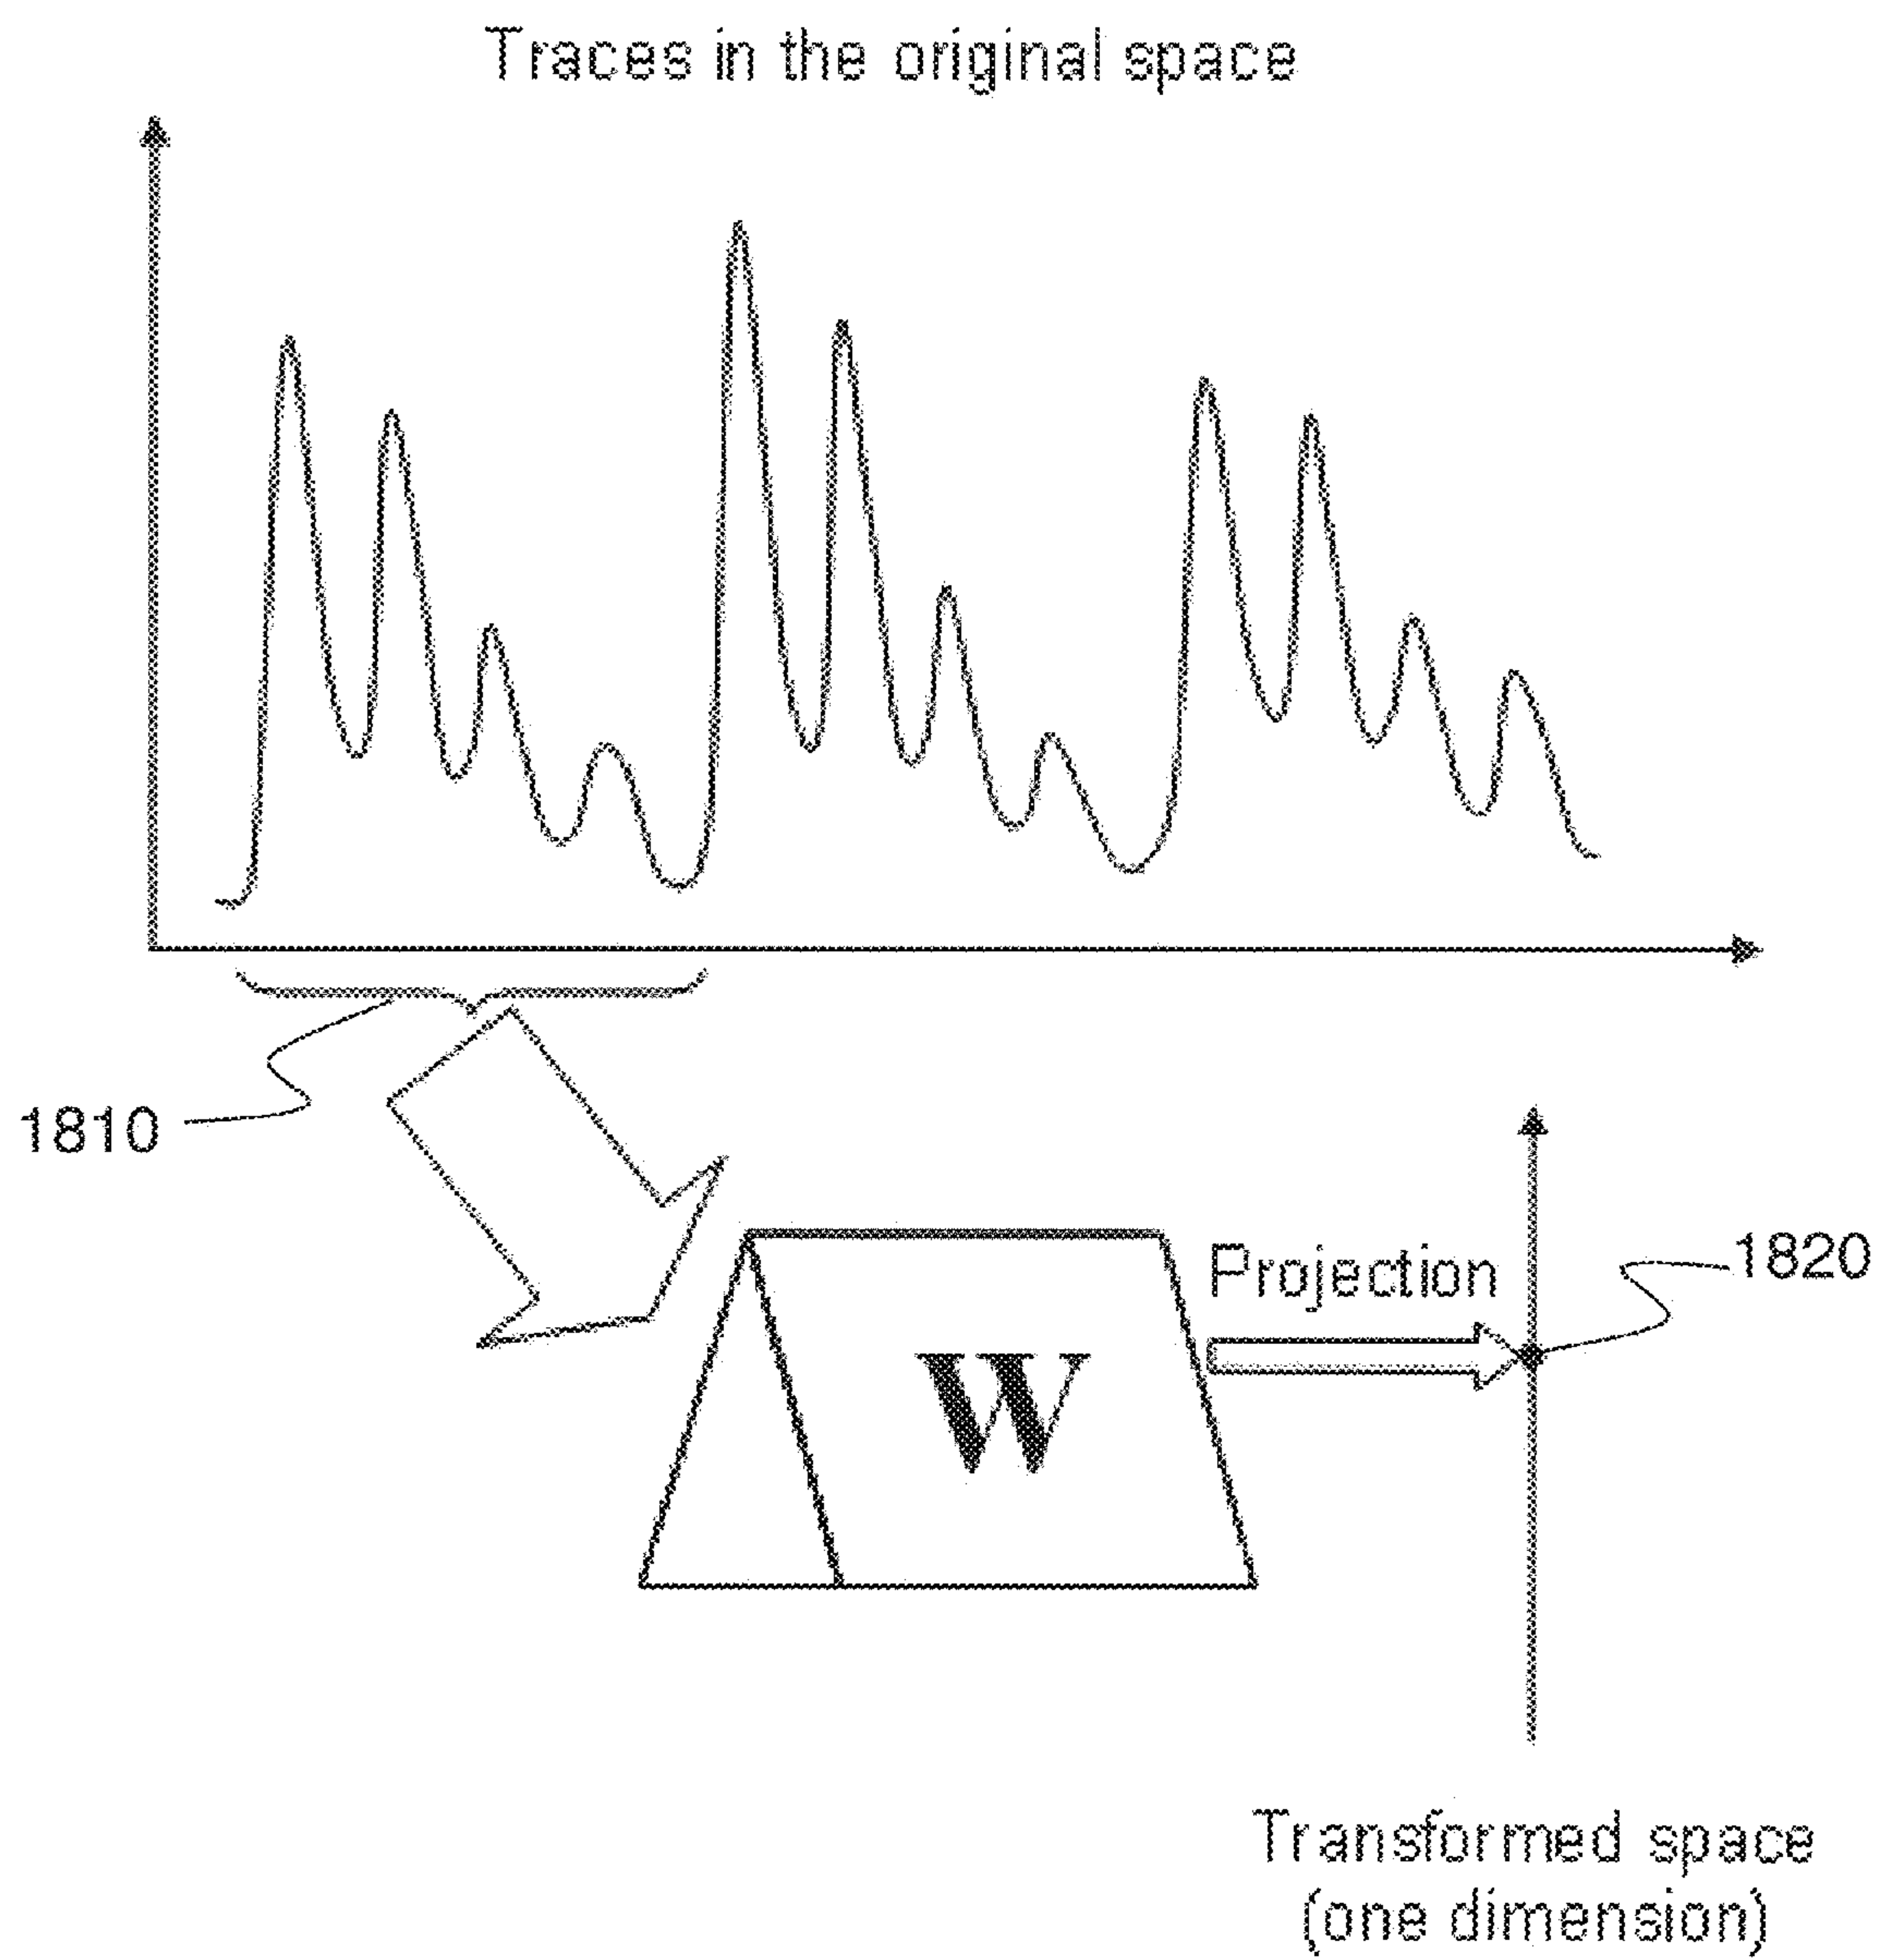 Traces in the original space
1810
Projection
1820
W
Transformed space
(one dimension)